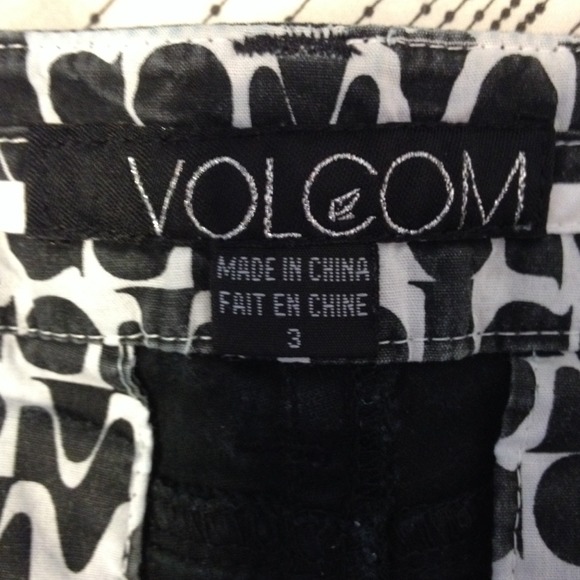 VOLCOM
MADE IN CHINA
FAIT EN CHINE
3